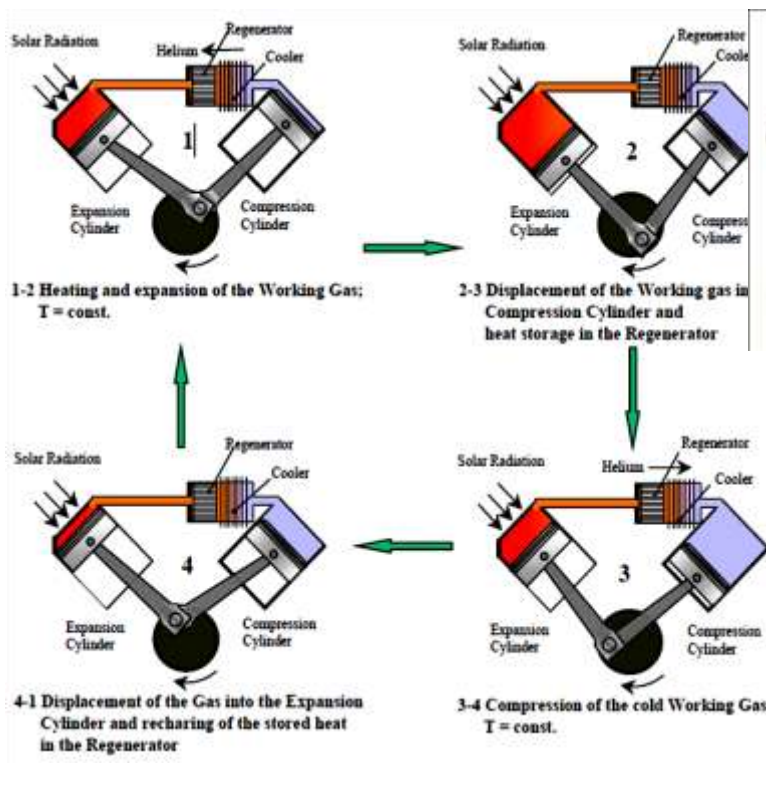 Solar Radiation
Helium
Regenerator
Cooler
1
Expansion
Cylinder
Compression
Cylinder
1-2 Heating and expansion of the Working Gas;
T = const.
Solar Radiation
Regenerator
Coole
2
Expansion
Cylinder
Compress
Cylinder
2-3 Displacement of the Working gas in
Compression Cylinder and
heat storage in the Regenerator
Solar Radiation
Regenerator
Cooler
4
Expansion
Cylinder
Compression
Cylinder
4-1 Displacement of the Gas into the Expansion
Cylinder and recharing of the stored heat
in the Regenerator
Solar Radiation
Helium
Regenerator
Cooler
3
Expansion
Cylinder
Compression
Cylinder
3-4 Compression of the cold Working Gas
T = const.